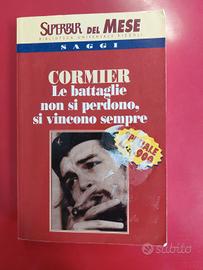 SUPERBUR DEL MESE
BIBLIOTECA UNIVERSALE RIZZOLI
SAGGI
CORMIER
Le battaglie
non si perdono,
si vincono sempre
subito